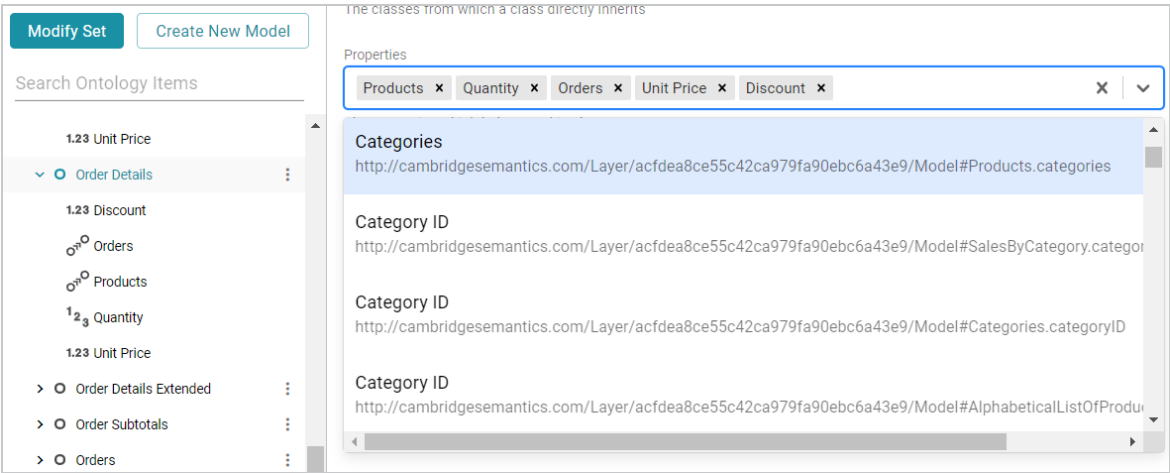 Modify Set
Create New Model
Search Ontology Items
1.23 Unit Price
Order Details
1.23 Discount
Orders
Products
1 2 3 Quantity
1.23 Unit Price
Order Details Extended
Order Subtotals
Orders
The classes from which a class directly inherits
Properties
Products × Quantity × Orders × Unit Price × Discount ×
Categories
http://cambridgesemantics.com/Layer/acfdea8ce55c42ca979fa90ebc6a43e9/Model#Products.categories
Category ID
http://cambridgesemantics.com/Layer/acfdea8ce55c42ca979fa90ebc6a43e9/Model#SalesByCategory.categor
Category ID
http://cambridgesemantics.com/Layer/acfdea8ce55c42ca979fa90ebc6a43e9/Model#Categories.categoryID
Category ID
http://cambridgesemantics.com/Layer/acfdea8ce55c42ca979fa90ebc6a43e9/Model#AlphabeticalListOfProdu